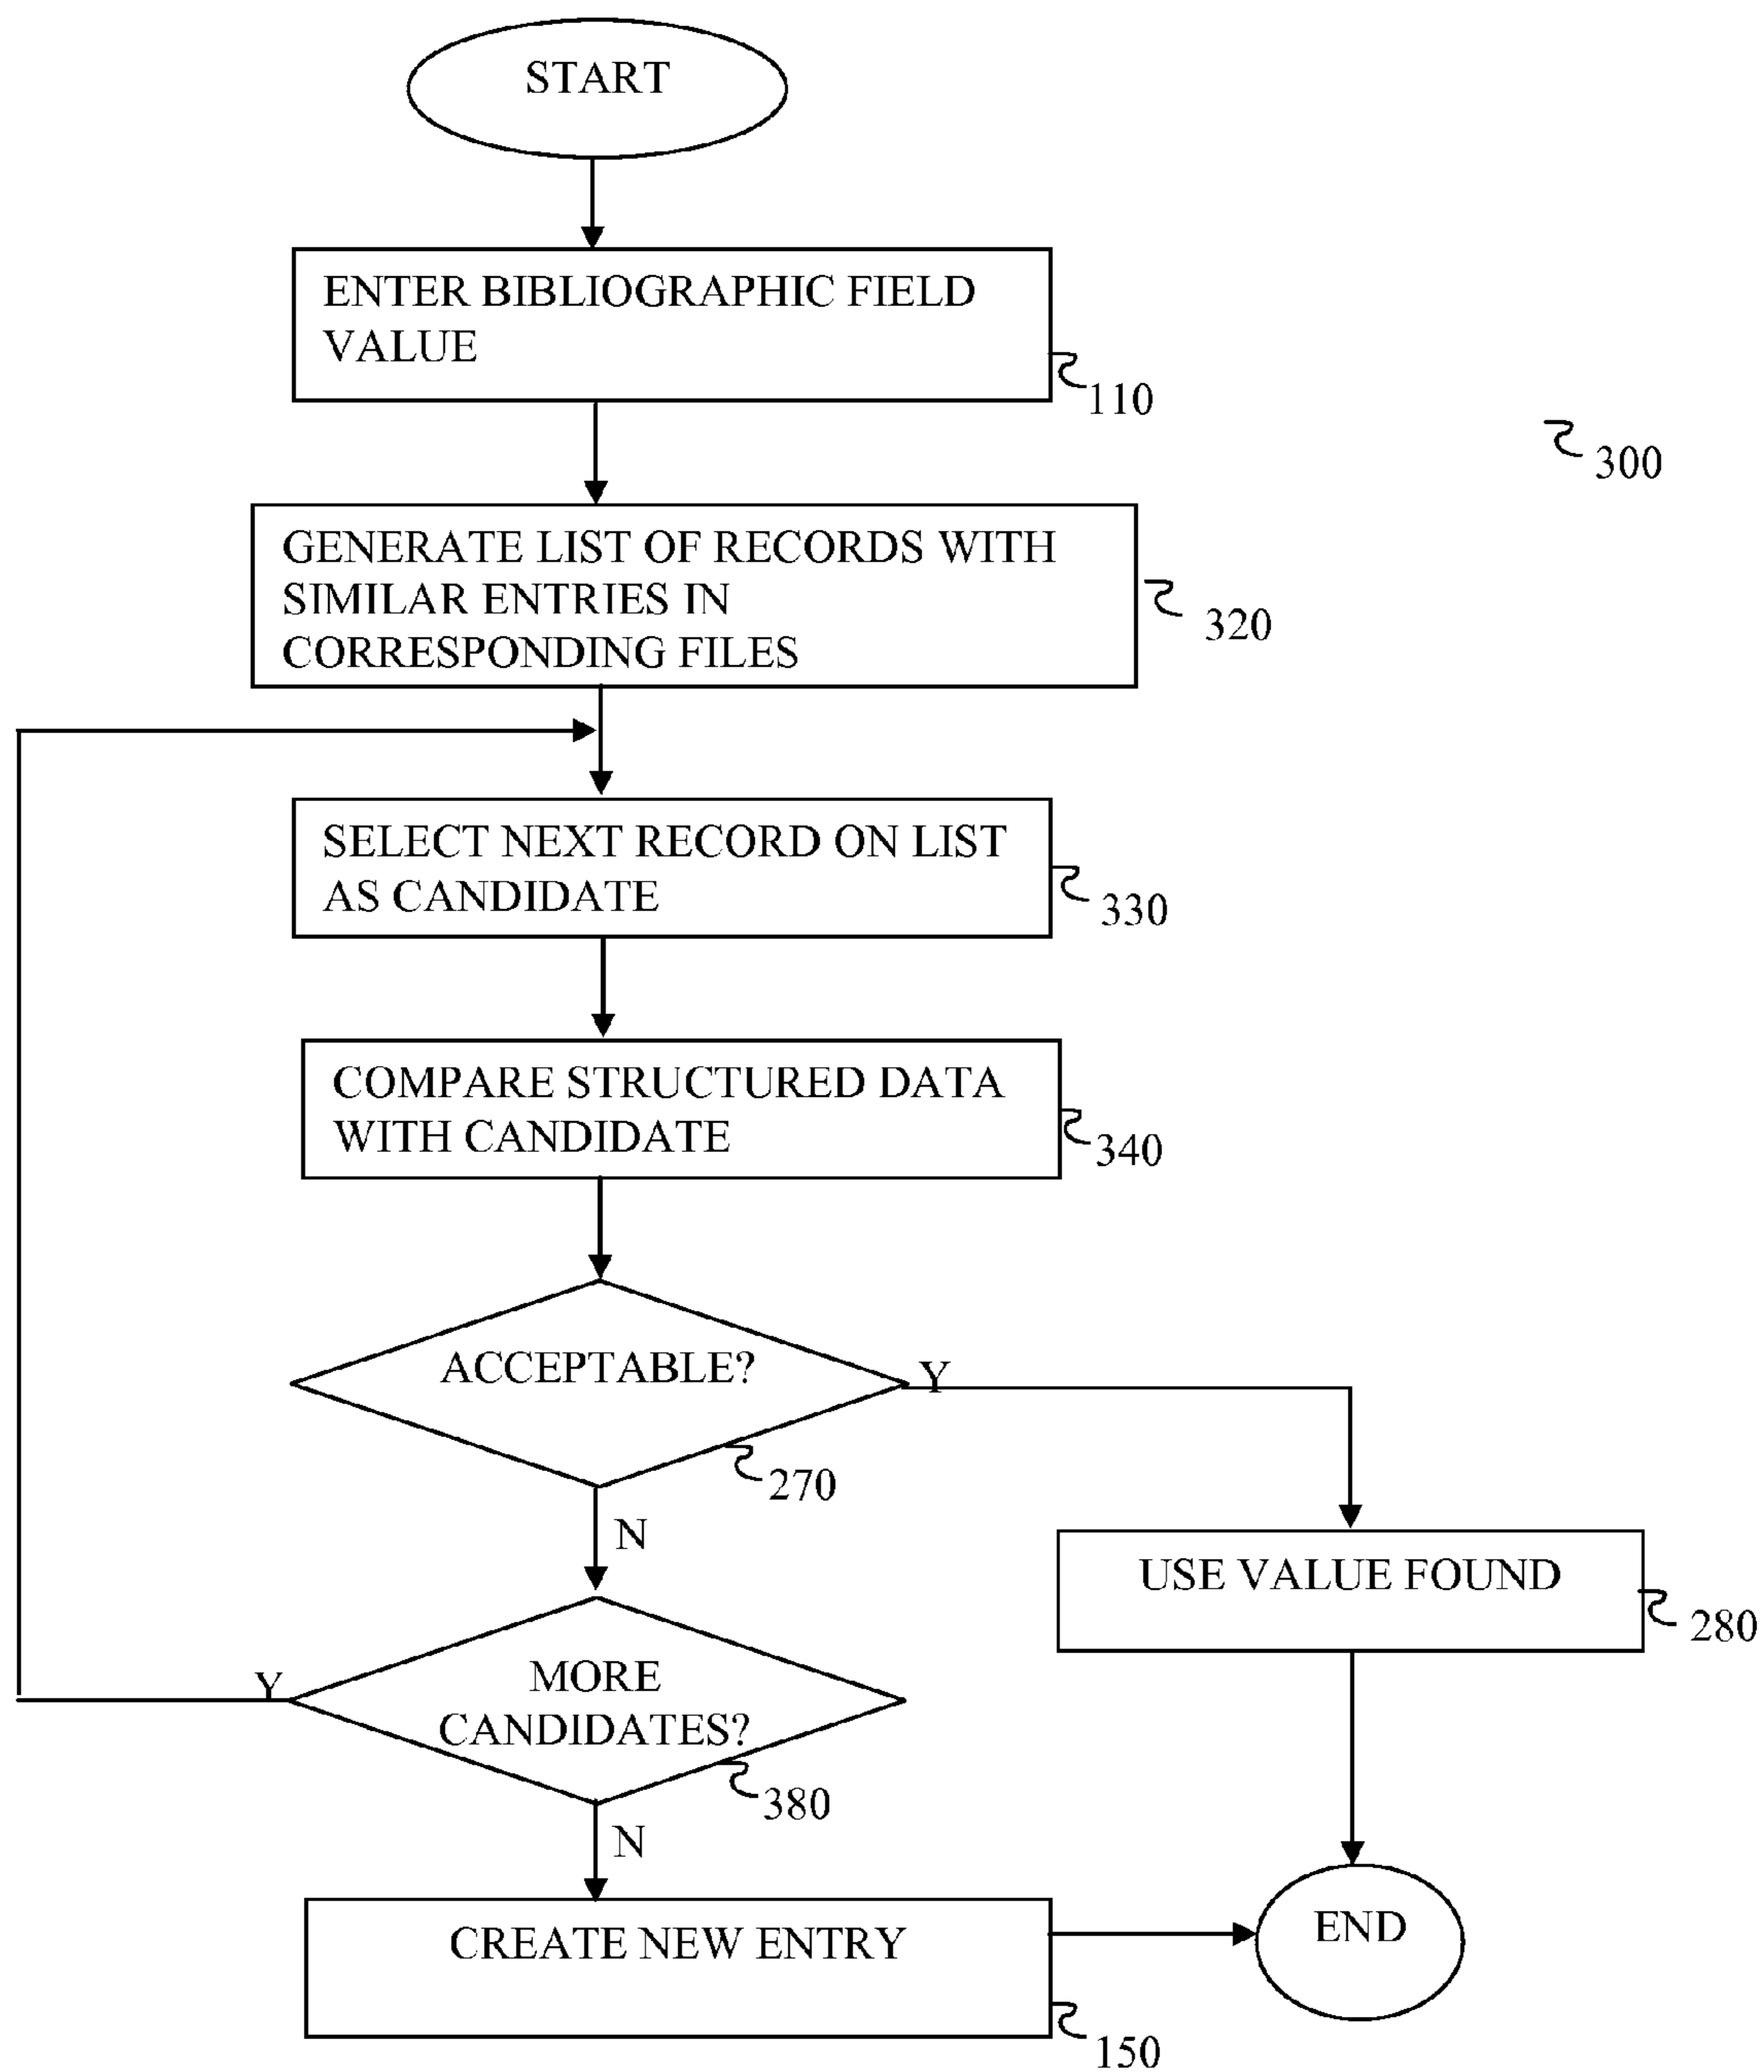 START
ENTER BIBLIOGRAPHIC FIELD
VALUE
110
300
GENERATE LIST OF RECORDS WITH
SIMILAR ENTRIES IN
CORRESPONDING FILES
320
SELECT NEXT RECORD ON LIST
AS CANDIDATE
330
COMPARE STRUCTURED DATA
WITH CANDIDATE
340
ACCEPTABLE?
Y
270
N
USE VALUE FOUND
280
MORE
CANDIDATES?
Y
380
N
CREATE NEW ENTRY
END
150